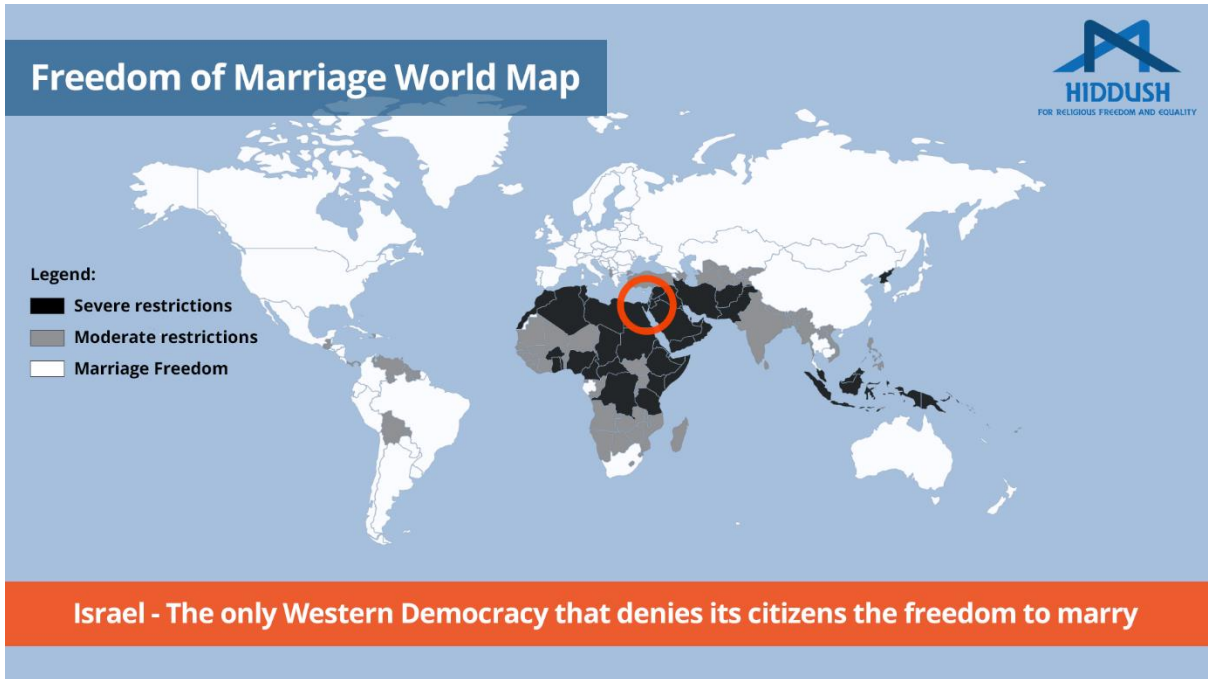 Freedom of Marriage World Map
HIDDUSH
FOR RELIGIOUS FREEDOM AND EQUALITY
Legend:
Severe restrictions
Moderate restrictions
Marriage Freedom
Israel - The only Western Democracy that denies its citizens the freedom to marry